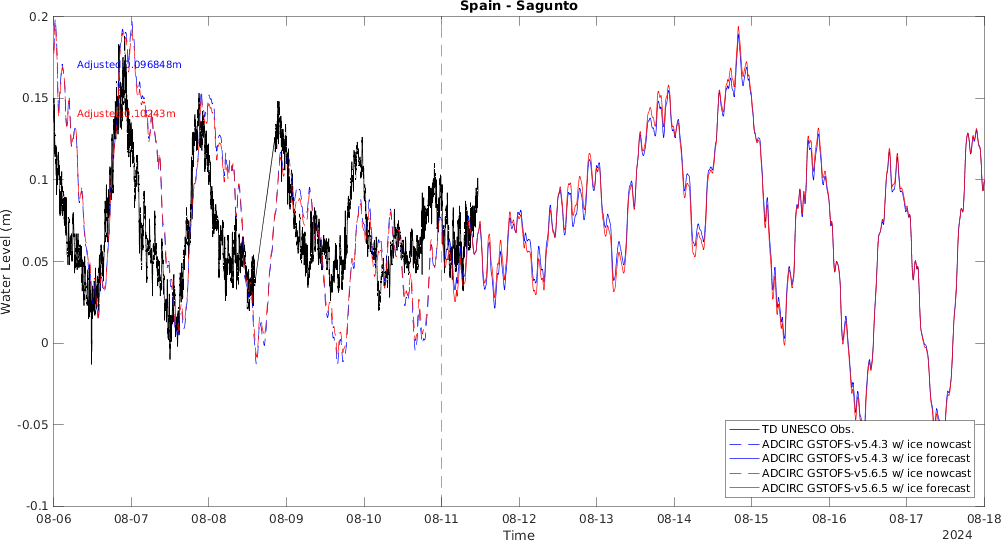 Spain - Sagunto
Water Level (m)
0.2
0.15
0.1
0.05
0
-0.05
-0.1
Adjusted 0.096848m
Adjusted 0.10243m
TD UNESCO Obs.
ADCIRC GSTOFS-v5.4.3 w/ ice nowcast
ADCIRC GSTOFS-v5.4.3 w/ ice forecast
ADCIRC GSTOFS-v5.6.5 w/ ice nowcast
ADCIRC GSTOFS-v5.6.5 w/ ice forecast
08-06 08-07 08-08 08-09 08-10 08-11 08-12 08-13 08-14 08-15 08-16 08-17 08-18
Time
2024